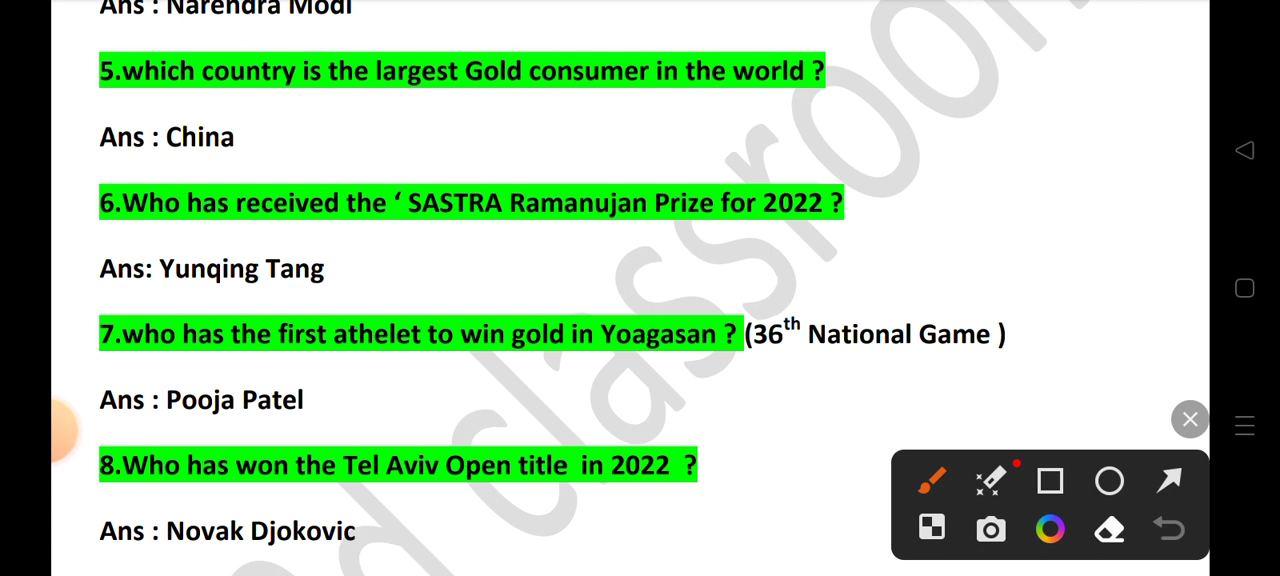 Ans : Narendra Modi
5.which country is the largest Gold consumer in the world ?
Ans : China
6.Who has received the ‘ SASTRA Ramanujan Prize for 2022 ?
Ans: Yunqing Tang
7.who has the first athelet to win gold in Yoagasan ? (36th National Game )
Ans : Pooja Patel
8.Who has won the Tel Aviv Open title in 2022 ?
Ans : Novak Djokovic